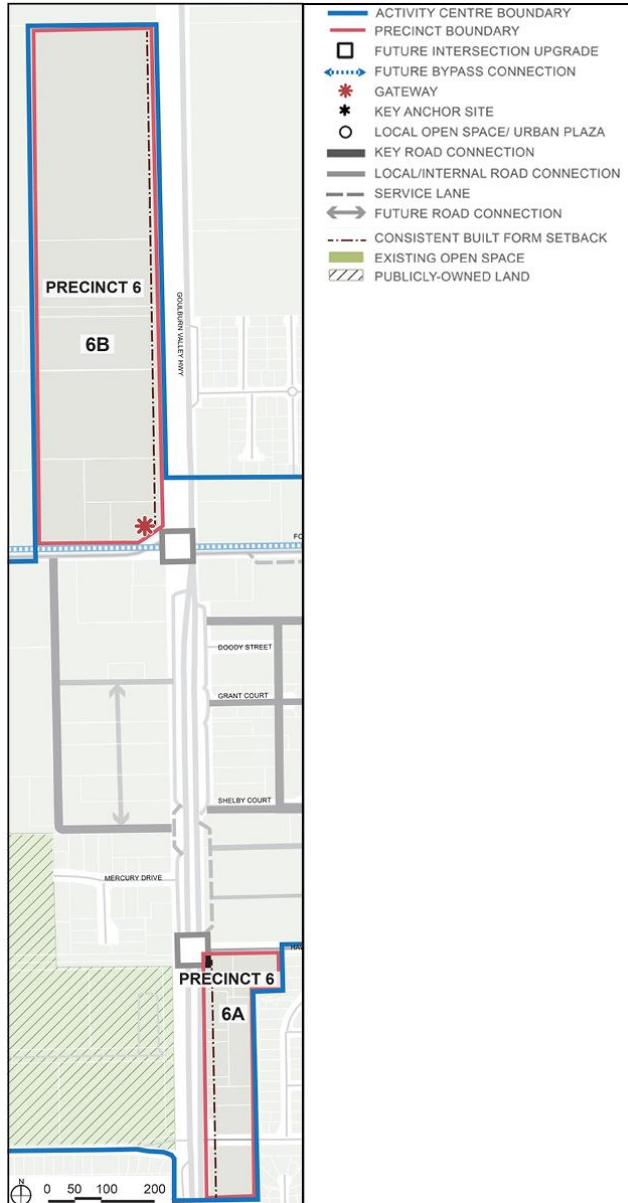 ACTIVITY CENTRE BOUNDARY
PRECINCT BOUNDARY
FUTURE INTERSECTION UPGRADE
FUTURE BYPASS CONNECTION
GATEWAY
KEY ANCHOR SITE
LOCAL OPEN SPACE/ URBAN PLAZA
KEY ROAD CONNECTION
LOCAL/INTERNAL ROAD CONNECTION
SERVICE LANE
FUTURE ROAD CONNECTION
CONSISTENT BUILT FORM SETBACK
EXISTING OPEN SPACE
PUBLICLY-OWNED LAND
PRECINCT 6
6B
GOULBURN VALLEY HWY
FO
DOODY STREET
GRANT COURT
SHELBY COURT
MERCURY DRIVE
HA
PRECINCT 6
6A
N
0 50 100 200